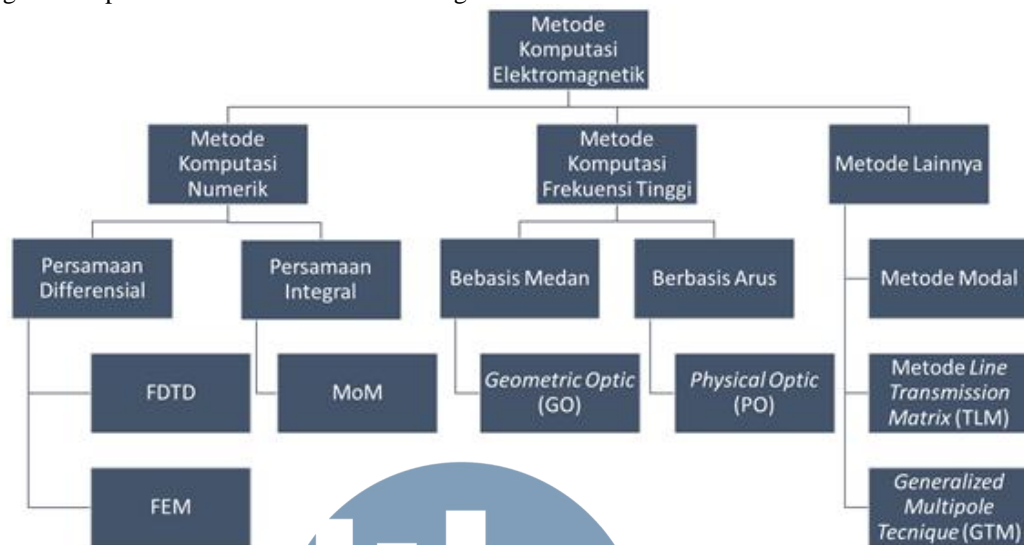 Metode
Komputasi
Elektromagnetik
Metode
Komputasi
Numerik
Metode
Komputasi
Frekuensi Tinggi
Metode Lainnya
Persamaan
Differensial
Persamaan
Integral
Bebasis Medan
Berbasis Arus
Metode Modal
FDTD
MoM
Geometric Optic
(GO)
Physical Optic
(PO)
Metode Line
Transmission
Matrix (TLM)
FEM
Generalized
Multipole
Tecnique (GTM)